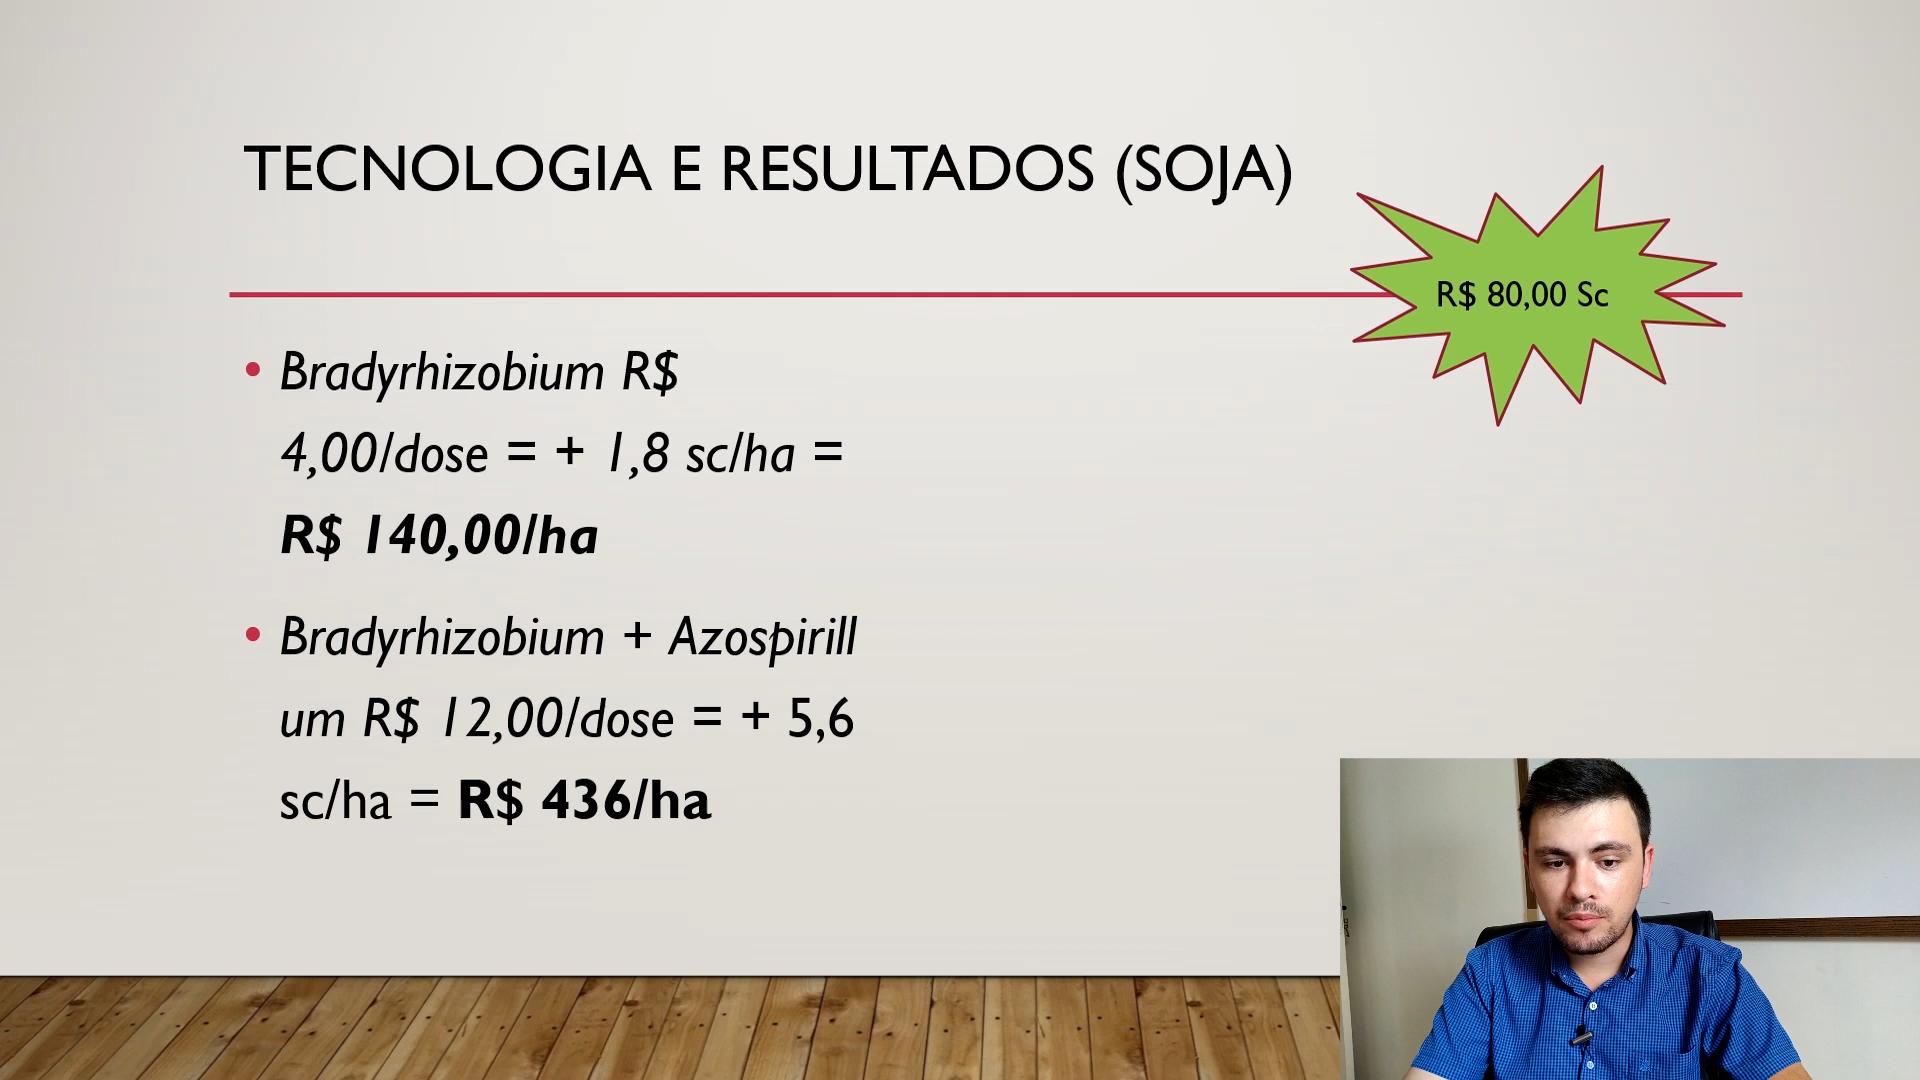 TECNOLOGIA E RESULTADOS (SOJA)
R$ 80,00 Sc
• Bradyrhizobium R$
4,00/dose = + 1,8 sc/ha =
R$ 140,00/ha
• Bradyrhizobium + Azospirill
um R$ 12,00/dose = + 5,6
sc/ha = R$ 436/ha